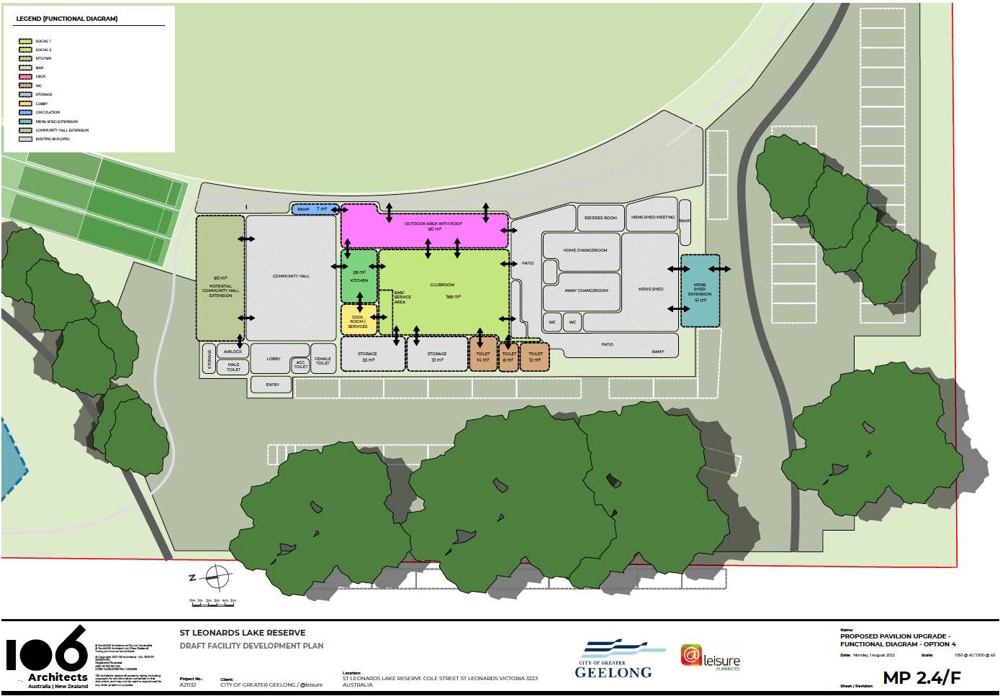 LEGEND (FUNCTIONAL DIAGRAM)
SOCIAL 1
SOCIAL 2
KITCHEN
BAR
DECK
WC
STORAGE
LOBBY
CIRCULATION
MENS SHED EXTENSION
COMMUNITY HALL EXTENSION
EXISTING BUILDING
RAMP 7 m²
OUTDOOR AREA WITH ROOF
90 m²
REFEREE ROOM
MENS SHED MEETING
RAMP
HOME CHANGEROOM
PATIO
90 m²
POTENTIAL
COMMUNITY HALL
EXTENSION
COMMUNITY HALL
29 m²
KITCHEN
CLUBROOM
169 m²
BAR/
SERVICE
AREA
AWAY CHANGEROOM
MEN'S SHED
MENS
SHED
EXTENSION
41 m²
COOL
ROOM /
SERVICES
WC
WC
STORAGE
AIRLOCK
MALE
TOILET
LOBBY
ACC.
TOILET
FEMALE
TOILET
ENTRY
STORAGE
33 m²
STORAGE
31 m²
TOILET
14 m²
TOILET
8 m²
TOILET
12 m²
PATIO
RAMP
N
0m 1m 2m 3m 4m 5m
106
Architects
Australia | New Zealand
ST LEONARDS LAKE RESERVE
DRAFT FACILITY DEVELOPMENT PLAN
Project No.:
A21132
Client:
CITY OF GREATER GEELONG / @leisure
Location:
ST LEONARDS LAKE RESERVE COLE STREET ST LEONARDS VICTORIA 3223
AUSTRALIA
CITY OF GREATER
GEELONG
@leisure
PLANNERS
Name:
PROPOSED PAVILION UPGRADE -
FUNCTIONAL DIAGRAM - OPTION 4
Date: Monday, 1 August 2022 Scale: 1:150 @ A1 / 1:300 @ A3
Sheet / Revision: MP 2.4/F